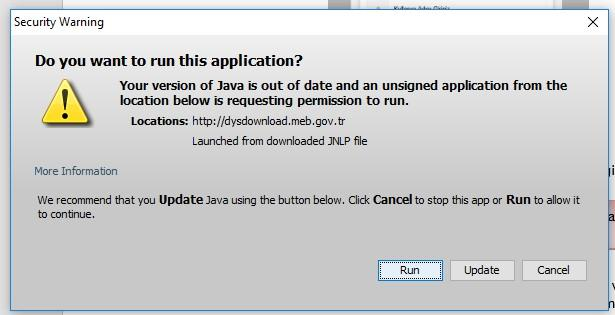 Security Warning
Do you want to run this application?
Your version of Java is out of date and an unsigned application from the
location below is requesting permission to run.
Locations: http://dysdownload.meb.gov.tr
Launched from downloaded JNLP file
More Information
We recommend that you Update Java using the button below. Click Cancel to stop this app or Run to allow it
to continue.
Run Update Cancel